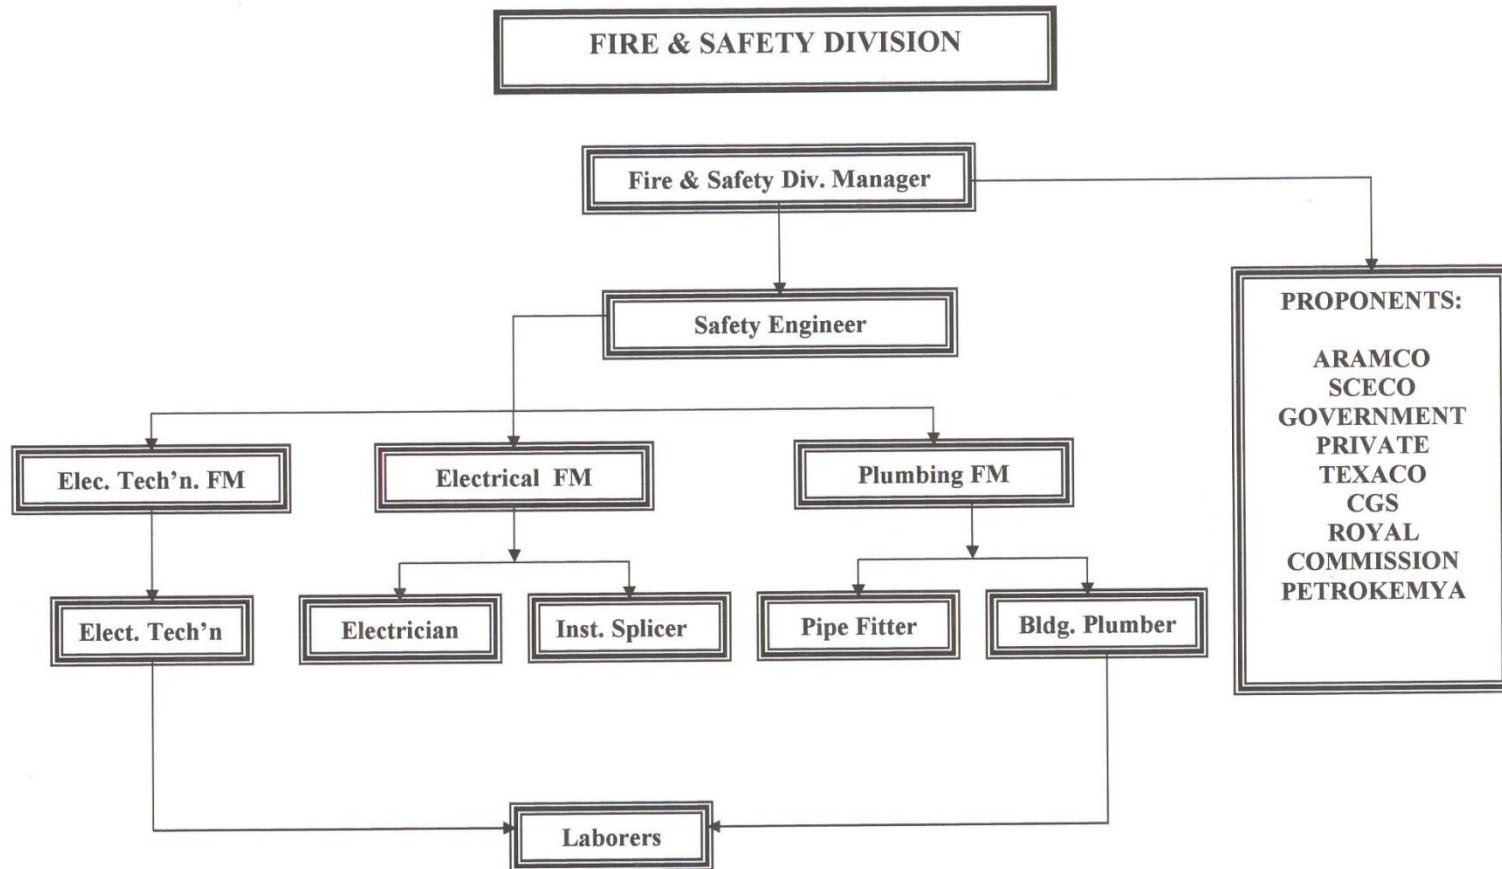 FIRE & SAFETY DIVISION
Fire & Safety Div. Manager
Safety Engineer
PROPONENTS:
ARAMCO
SCECO
GOVERNMENT
PRIVATE
TEXACO
CGS
ROYAL
COMMISSION
PETROKEMYA
Elec. Tech'n. FM
Electrical FM
Plumbing FM
Elect. Tech'n
Electrician
Inst. Splicer
Pipe Fitter
Bldg. Plumber
Laborers